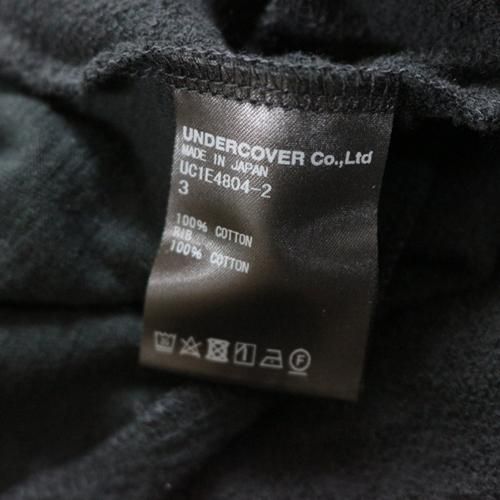 UNDERCOVER Co.,Ltd
MADE IN JAPAN
UC1E4804-2
3
100% COTTON
RIB
100% COTTON
F